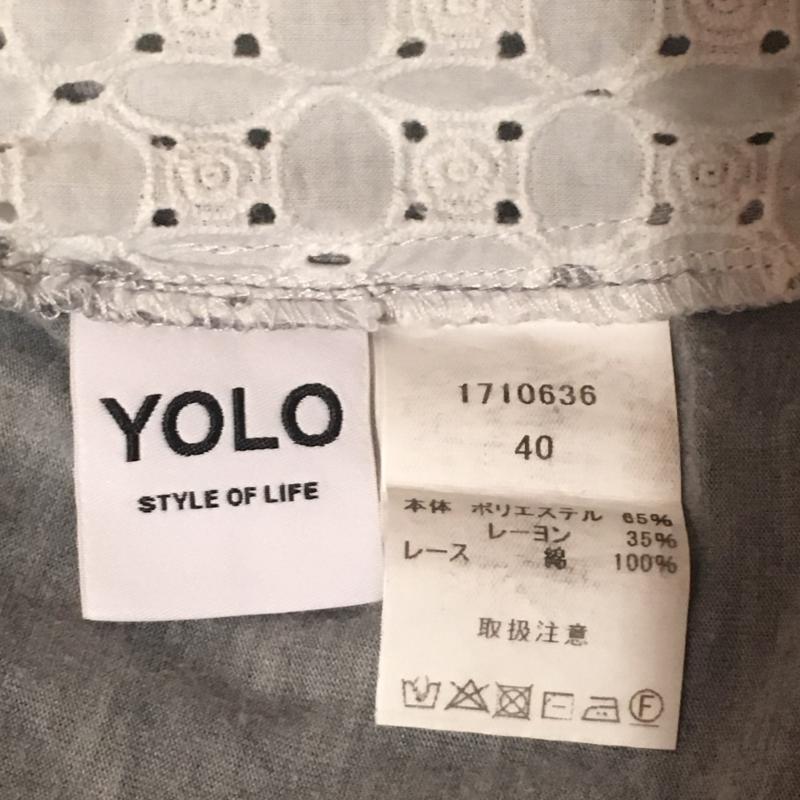 YOLO
STYLE OF LIFE
1710636
40
本体 ポリエステル 65%
レーヨン 35%
レース 綿 100%
取扱注意
F